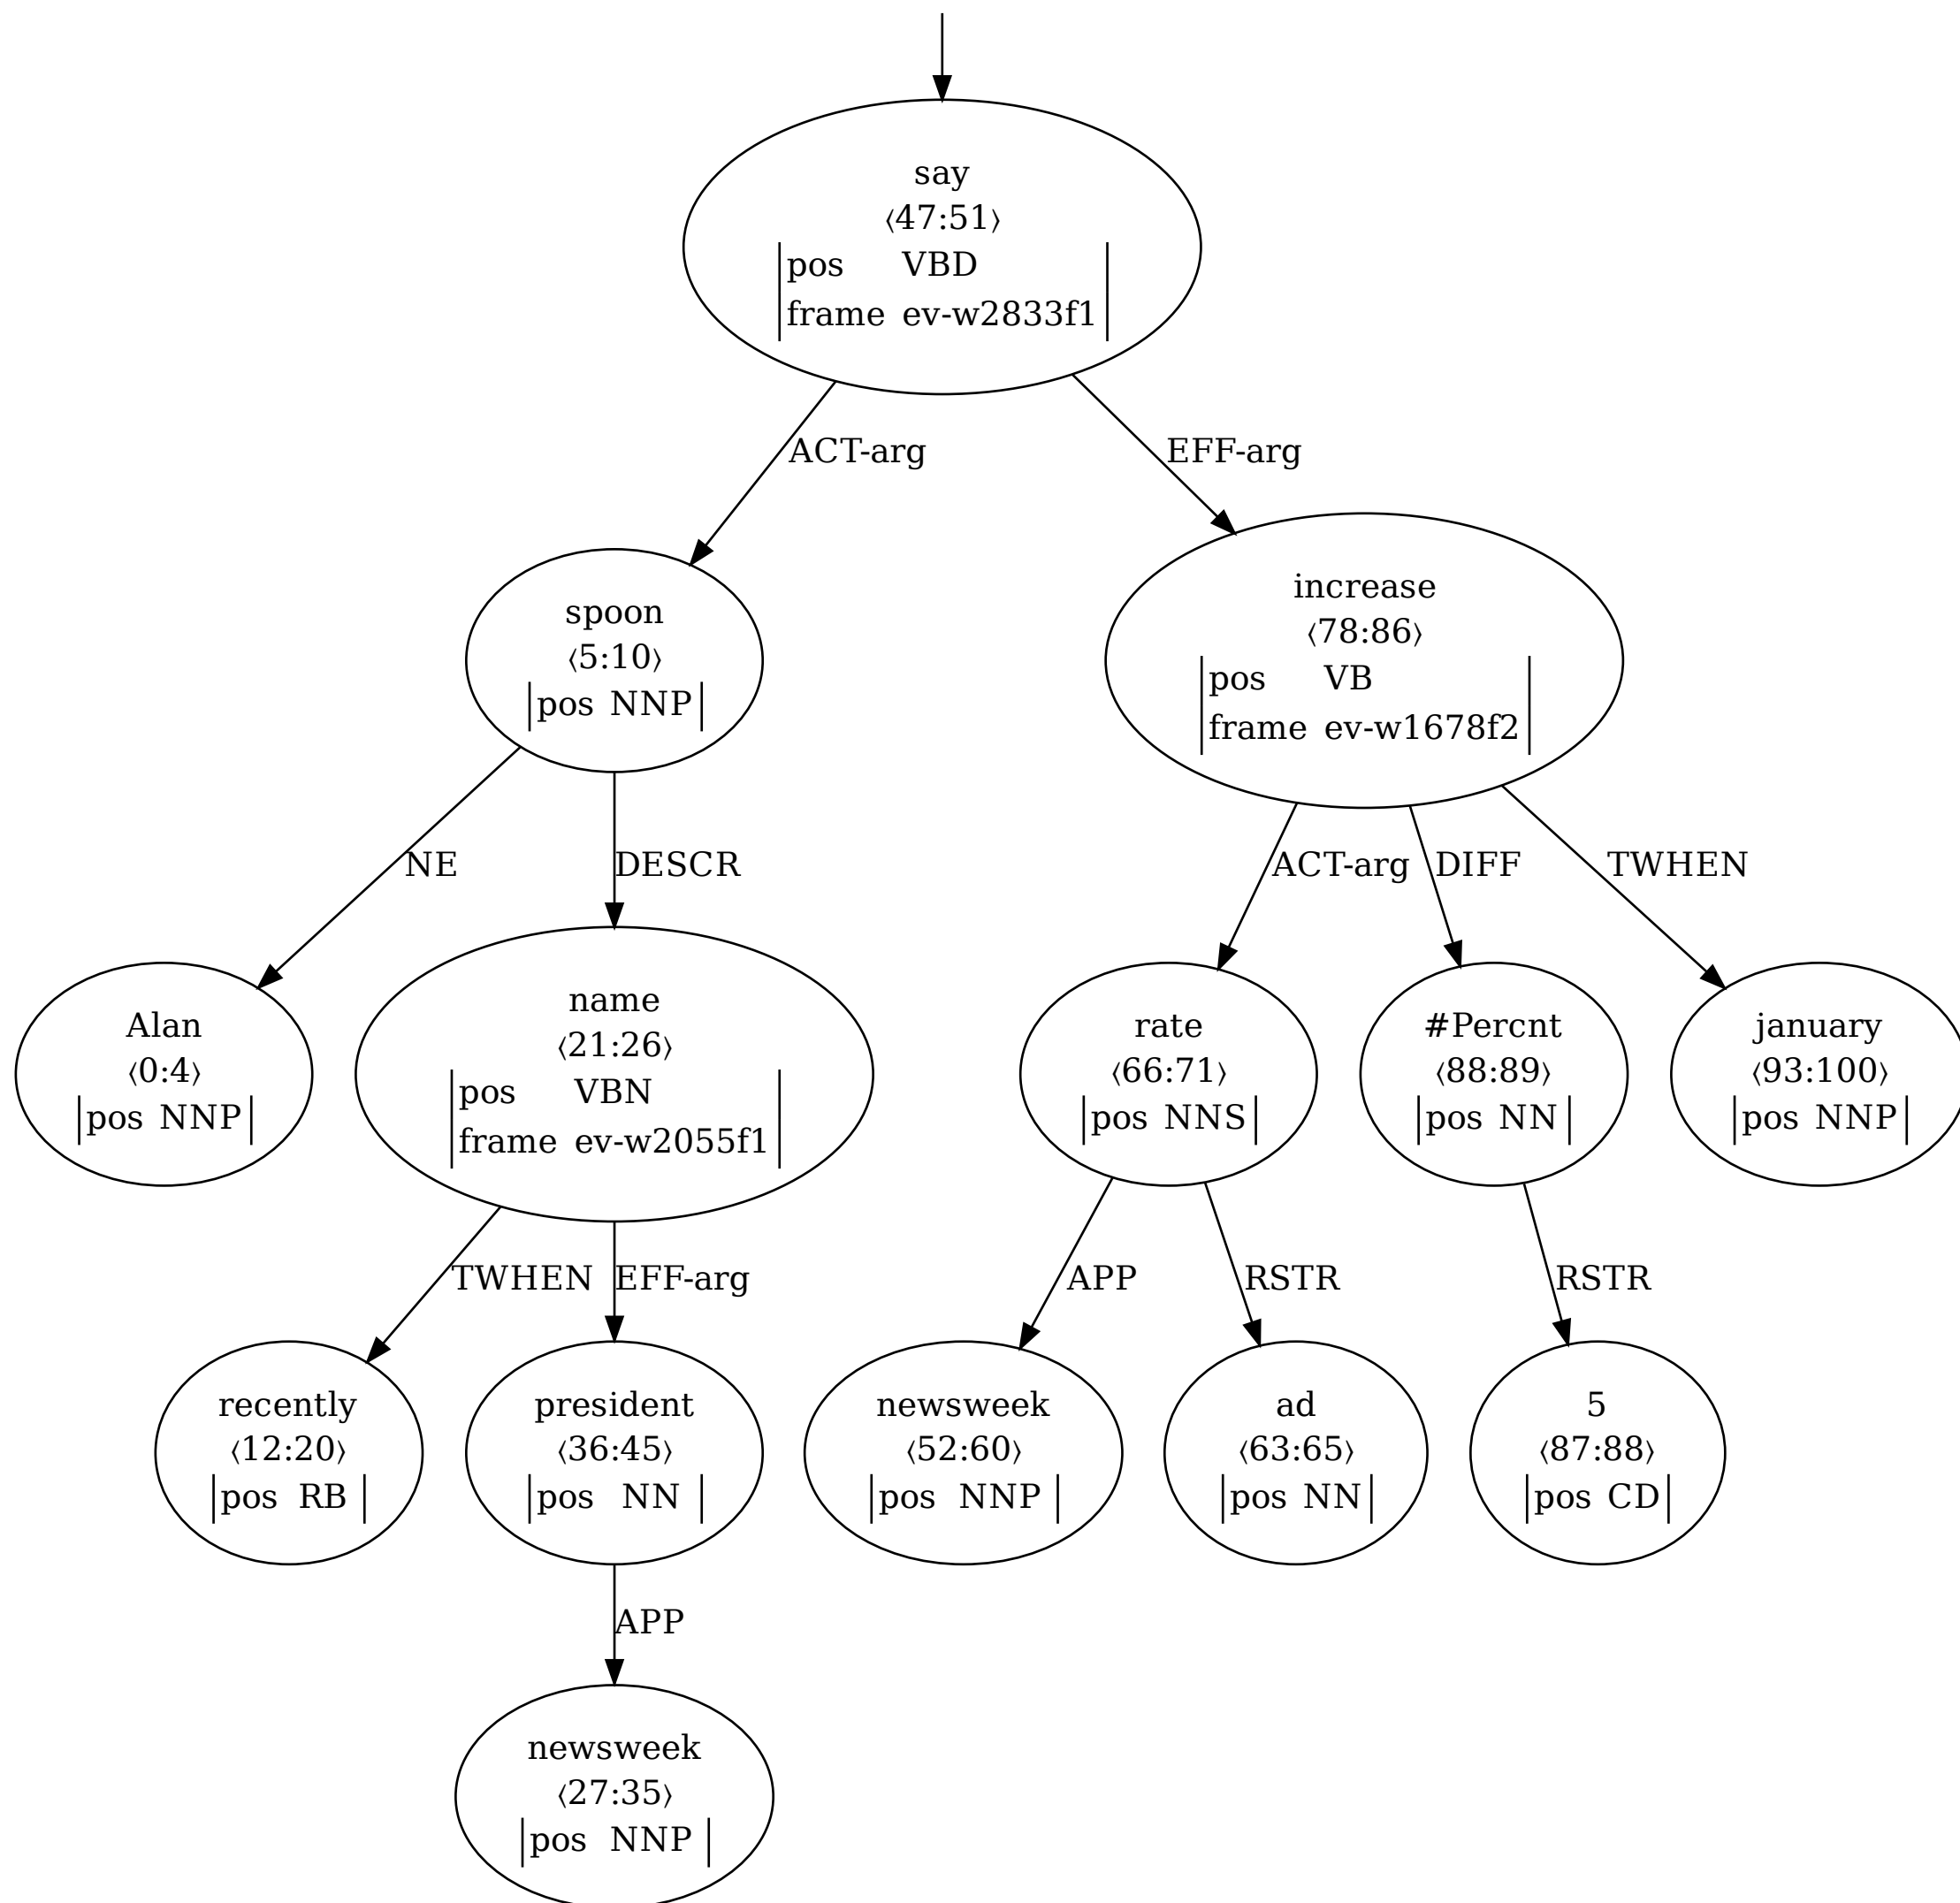 say
⟨47:51⟩
pos VBD
frame ev-w2833f1
ACT-arg
EFF-arg
spoon
⟨5:10⟩
pos NNP
increase
⟨78:86⟩
pos VB
frame ev-w1678f2
NE
DESCR
ACT-arg
DIFF
TWHEN
Alan
⟨0:4⟩
pos NNP
name
⟨21:26⟩
pos VBN
frame ev-w2055f1
rate
⟨66:71⟩
pos NNS
#Percnt
⟨88:89⟩
pos NN
january
⟨93:100⟩
pos NNP
TWHEN
EFF-arg
APP
RSTR
RSTR
recently
⟨12:20⟩
pos RB
president
⟨36:45⟩
pos NN
newsweek
⟨52:60⟩
pos NNP
ad
⟨63:65⟩
pos NN
5
⟨87:88⟩
pos CD
APP
newsweek
⟨27:35⟩
pos NNP